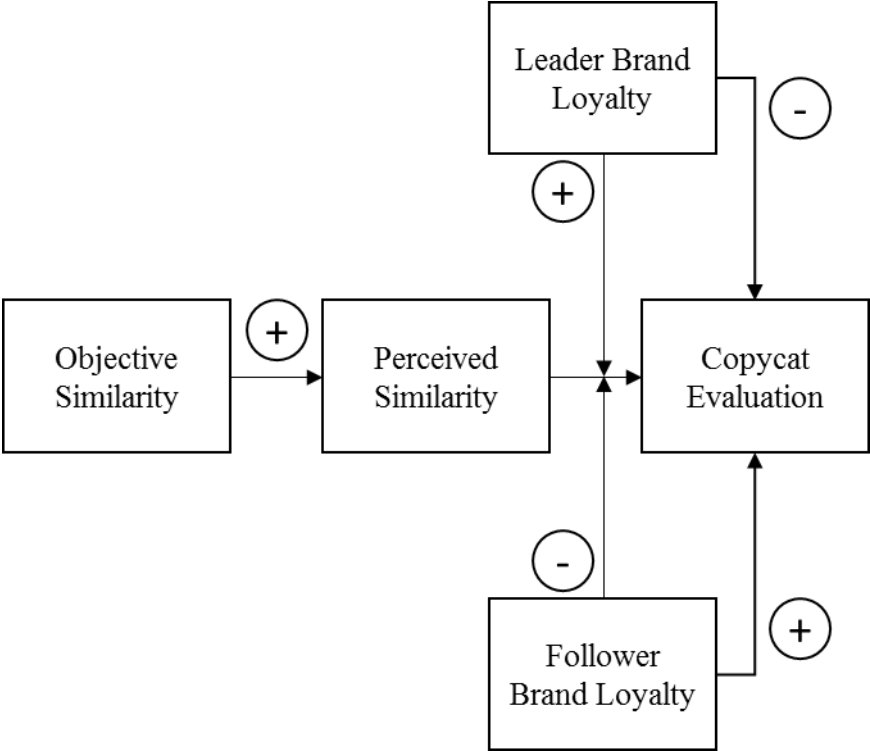 Leader Brand
Loyalty
-
+
+
Objective
Similarity
Perceived
Similarity
Copycat
Evaluation
-
+
Follower
Brand Loyalty